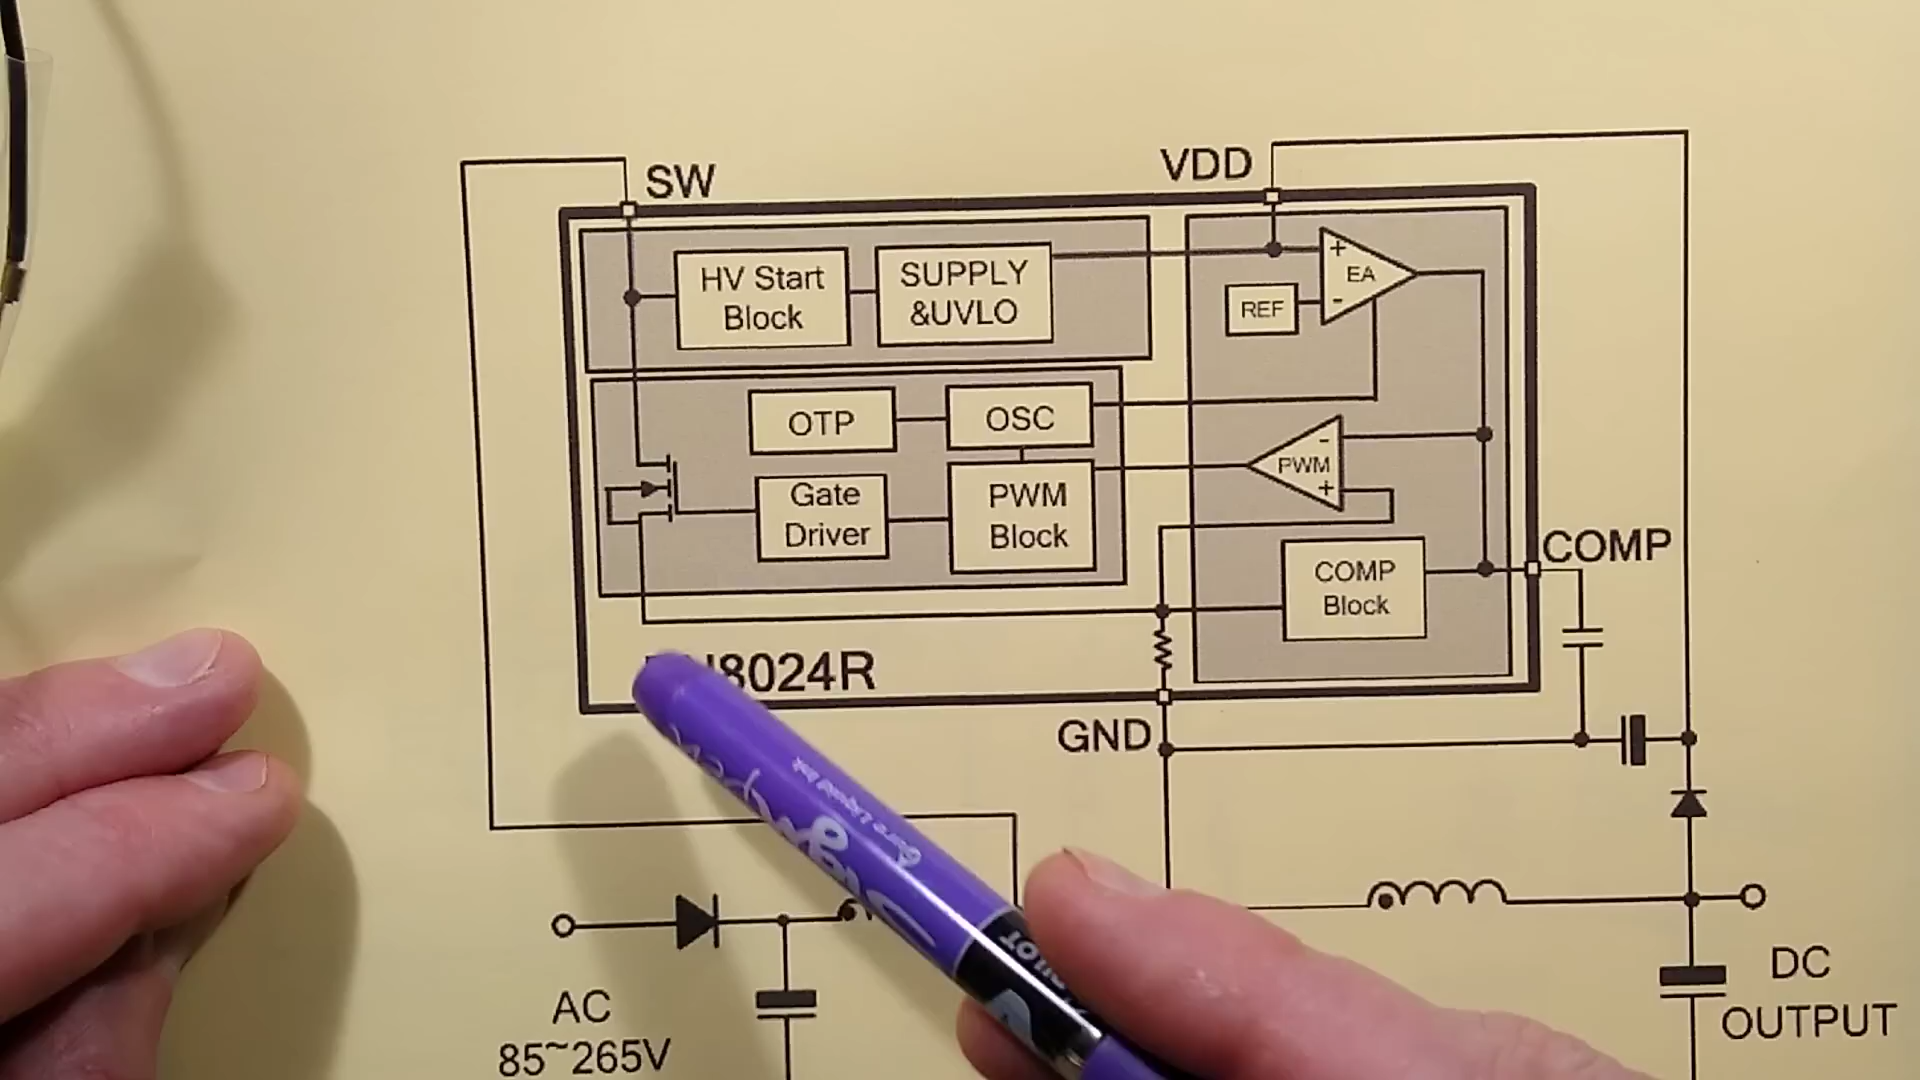 SW
VDD
HV Start
Block
SUPPLY
&UVLO
+
EA
-
REF
OTP
OSC
-
PWM
+
Gate
Driver
PWM
Block
COMP
COMP
Block
8024R
GND
AC
85~265V
DC
OUTPUT
PILOT